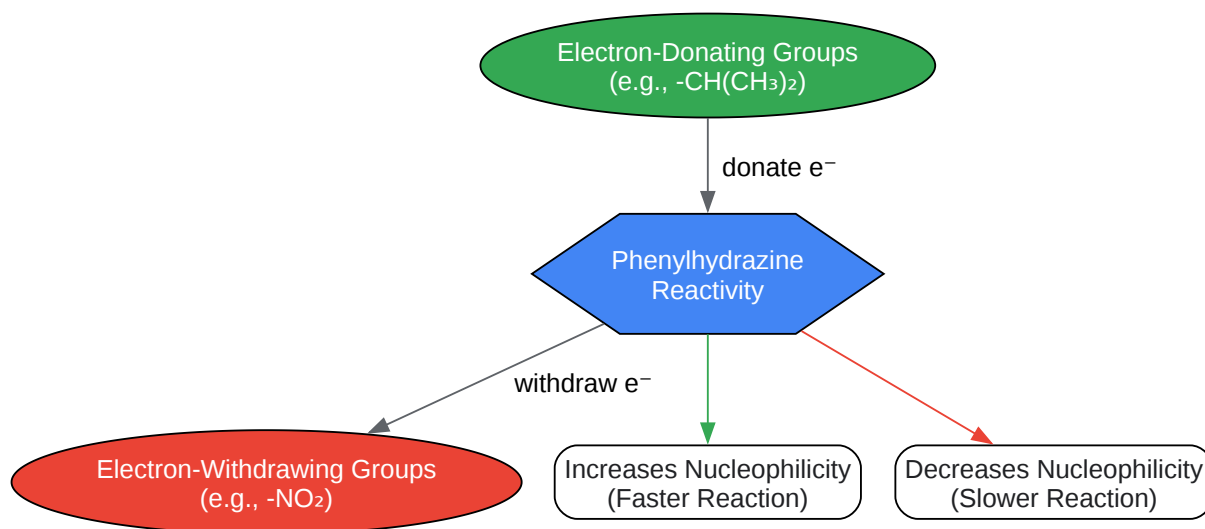 Electron-Donating Groups
(e.g., -CH(CH₃)₂)
donate e⁻
Phenylhydrazine
Reactivity
withdraw e⁻
Electron-Withdrawing Groups
(e.g., -NO₂)
Increases Nucleophilicity
(Faster Reaction)
Decreases Nucleophilicity
(Slower Reaction)